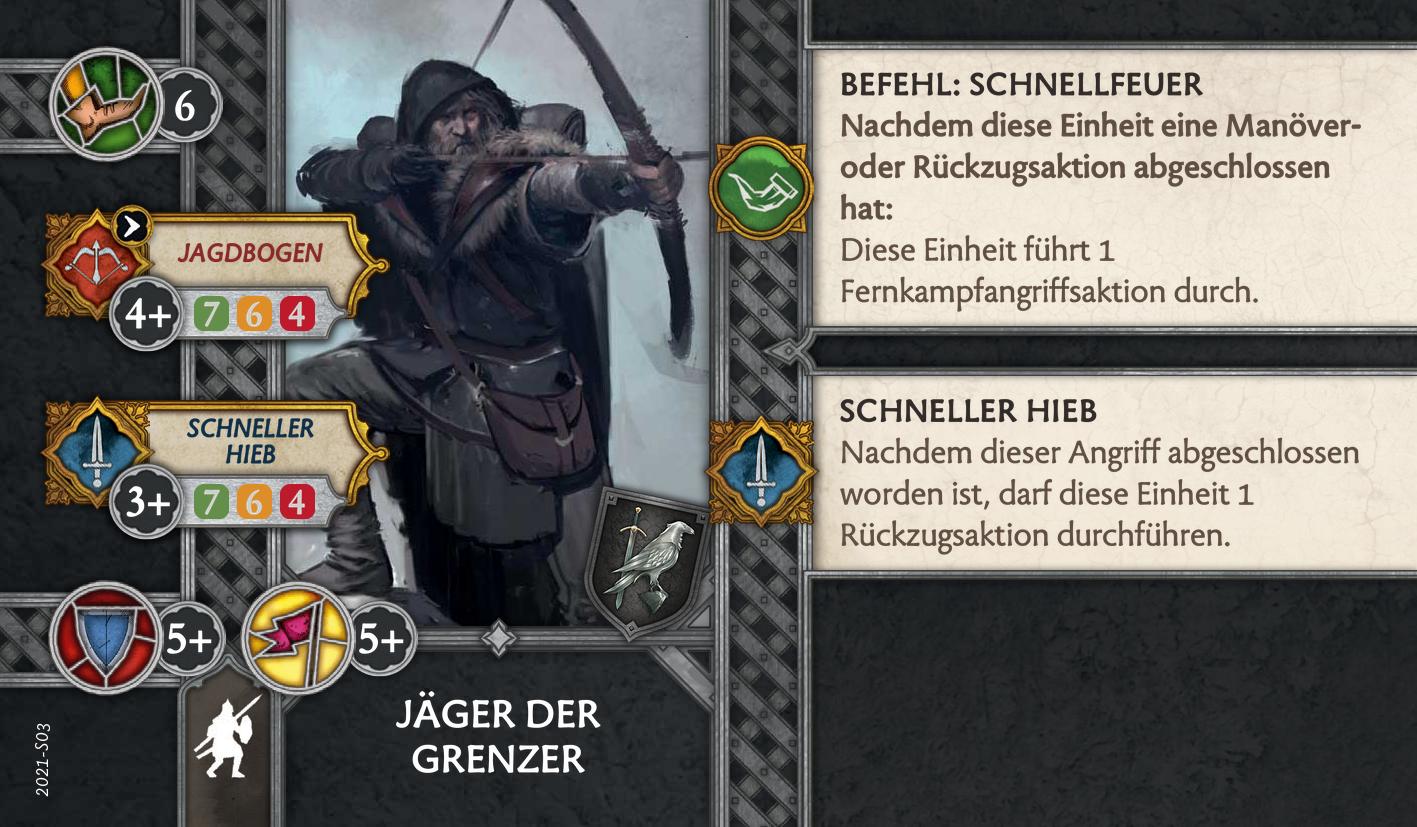 6
JAGDBOGEN
4+ 7 6 4
SCHNELLER
HIEB
3+ 7 6 4
5+ 5+
JÄGER DER
GRENZER
2021-S03
BEFEHL: SCHNELLFEUER
Nachdem diese Einheit eine Manöver-
oder Rückzugsaktion abgeschlossen
hat:
Diese Einheit führt 1
Fernkampfangriffsaktion durch.
SCHNELLER HIEB
Nachdem dieser Angriff abgeschlossen
worden ist, darf diese Einheit 1
Rückzugsaktion durchführen.